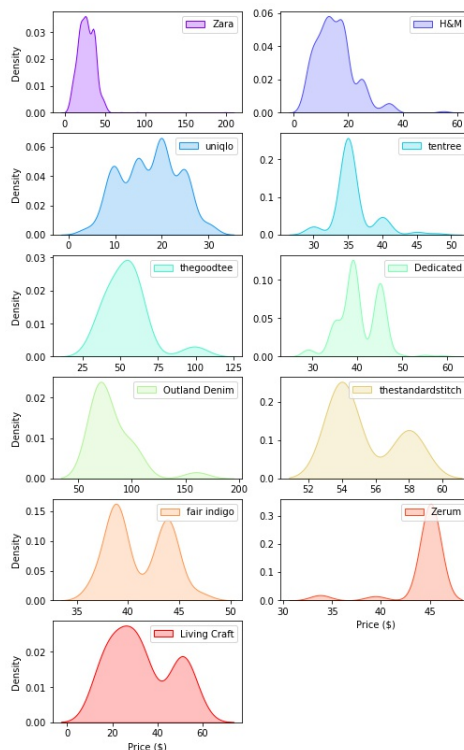 Zara
Density
0.03
0.02
0.01
0.00
0 50 100 150 200
H&M
0.06
0.04
0.02
0.00
0 20 40 60
uniqlo
Density
0.06
0.04
0.02
0.00
0 10 20 30
tentree
0.2
0.1
0.0
30 35 40 45 50
thegoodtee
Density
0.03
0.02
0.01
0.00
25 50 75 100 125
Dedicated
0.10
0.05
0.00
30 40 50 60
Outland Denim
Density
0.02
0.01
0.00
50 100 150 200
thestandardstitch
0.2
0.1
0.0
52 54 56 58 60
fair indigo
Density
0.15
0.10
0.05
0.00
35 40 45 50
Zerum
0.3
0.2
0.1
0.0
30 35 40 45
Price ($)
Living Craft
Density
0.02
0.01
0.00
0 20 40 60
Price ($)